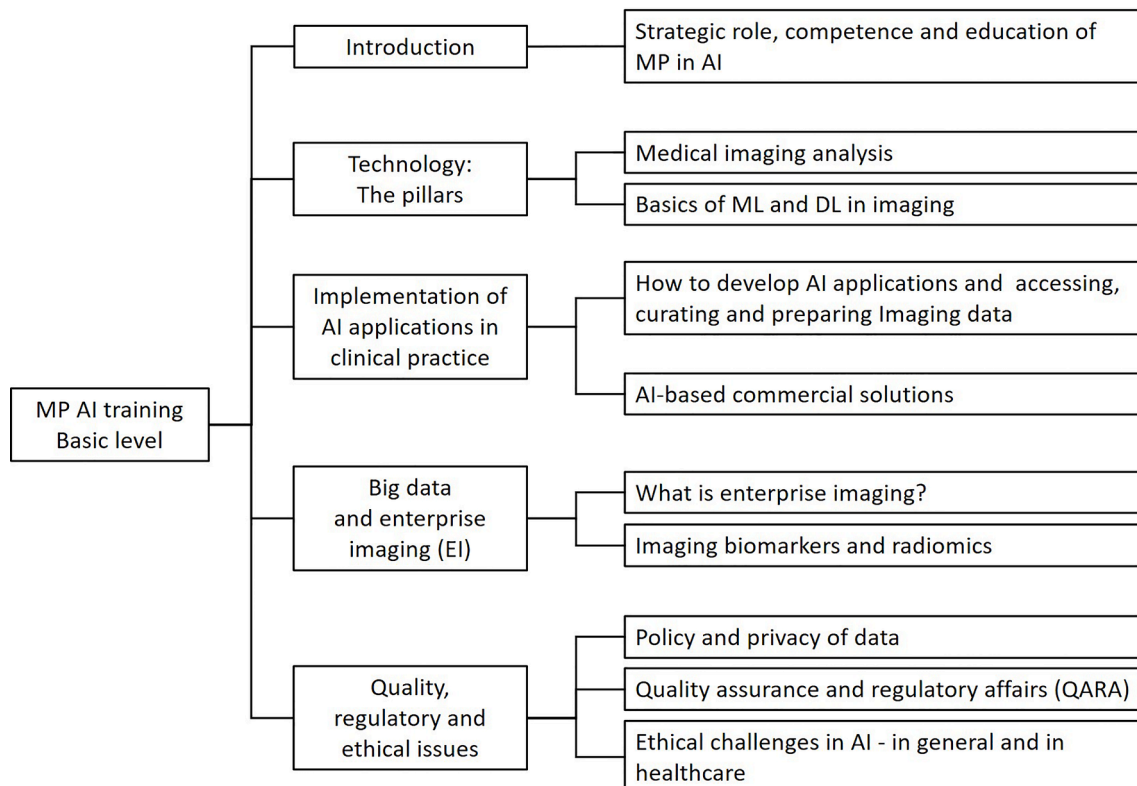 Introduction
Strategic role, competence and education of
MP in AI
Technology:
The pillars
Medical imaging analysis
Basics of ML and DL in imaging
Implementation of
AI applications in
clinical practice
How to develop AI applications and  accessing,
curating and preparing Imaging data
AI-based commercial solutions
MP AI training
Basic level
Big data
and enterprise
imaging (EI)
What is enterprise imaging?
Imaging biomarkers and radiomics
Quality,
regulatory and
ethical issues
Policy and privacy of data
Quality assurance and regulatory affairs (QARA)
Ethical challenges in AI - in general and in
healthcare